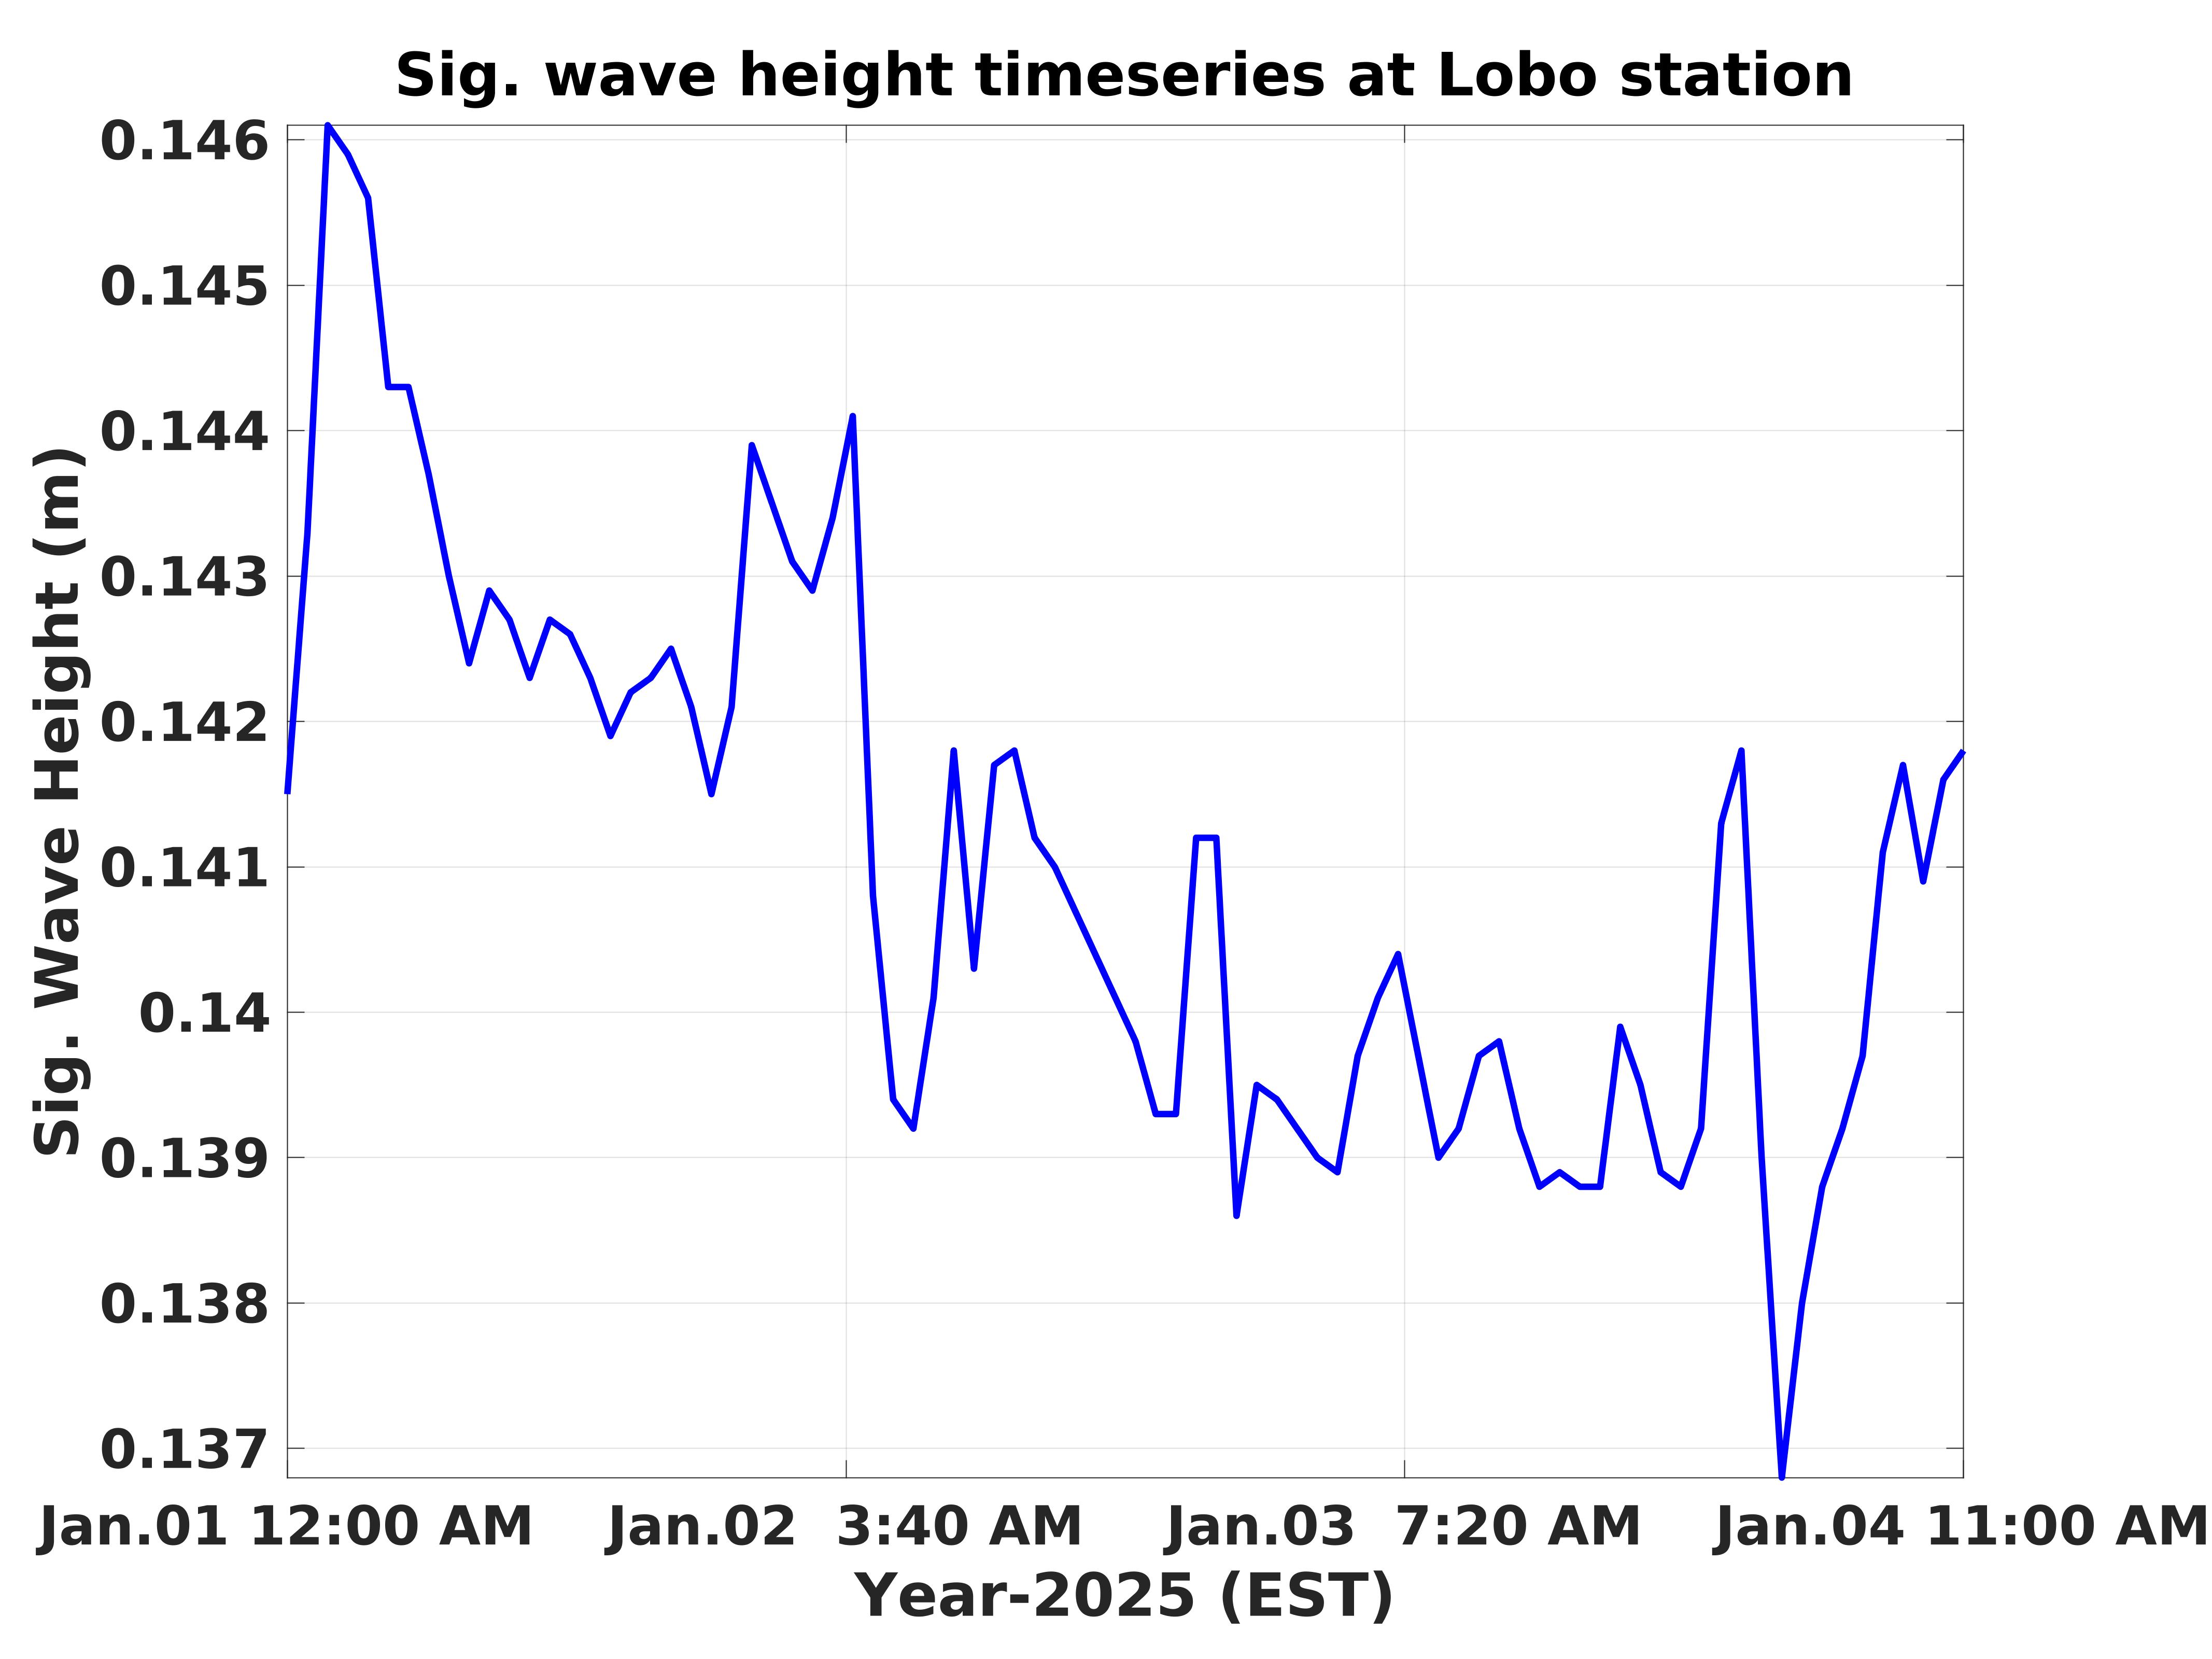 Sig. wave height timeseries at Lobo station
0.146
0.145
0.144
0.143
0.142
0.141
0.14
0.139
0.138
0.137
Sig. Wave Height (m)
Jan.01 12:00 AM Jan.02 3:40 AM Jan.03 7:20 AM Jan.04 11:00 AM
Year-2025 (EST)